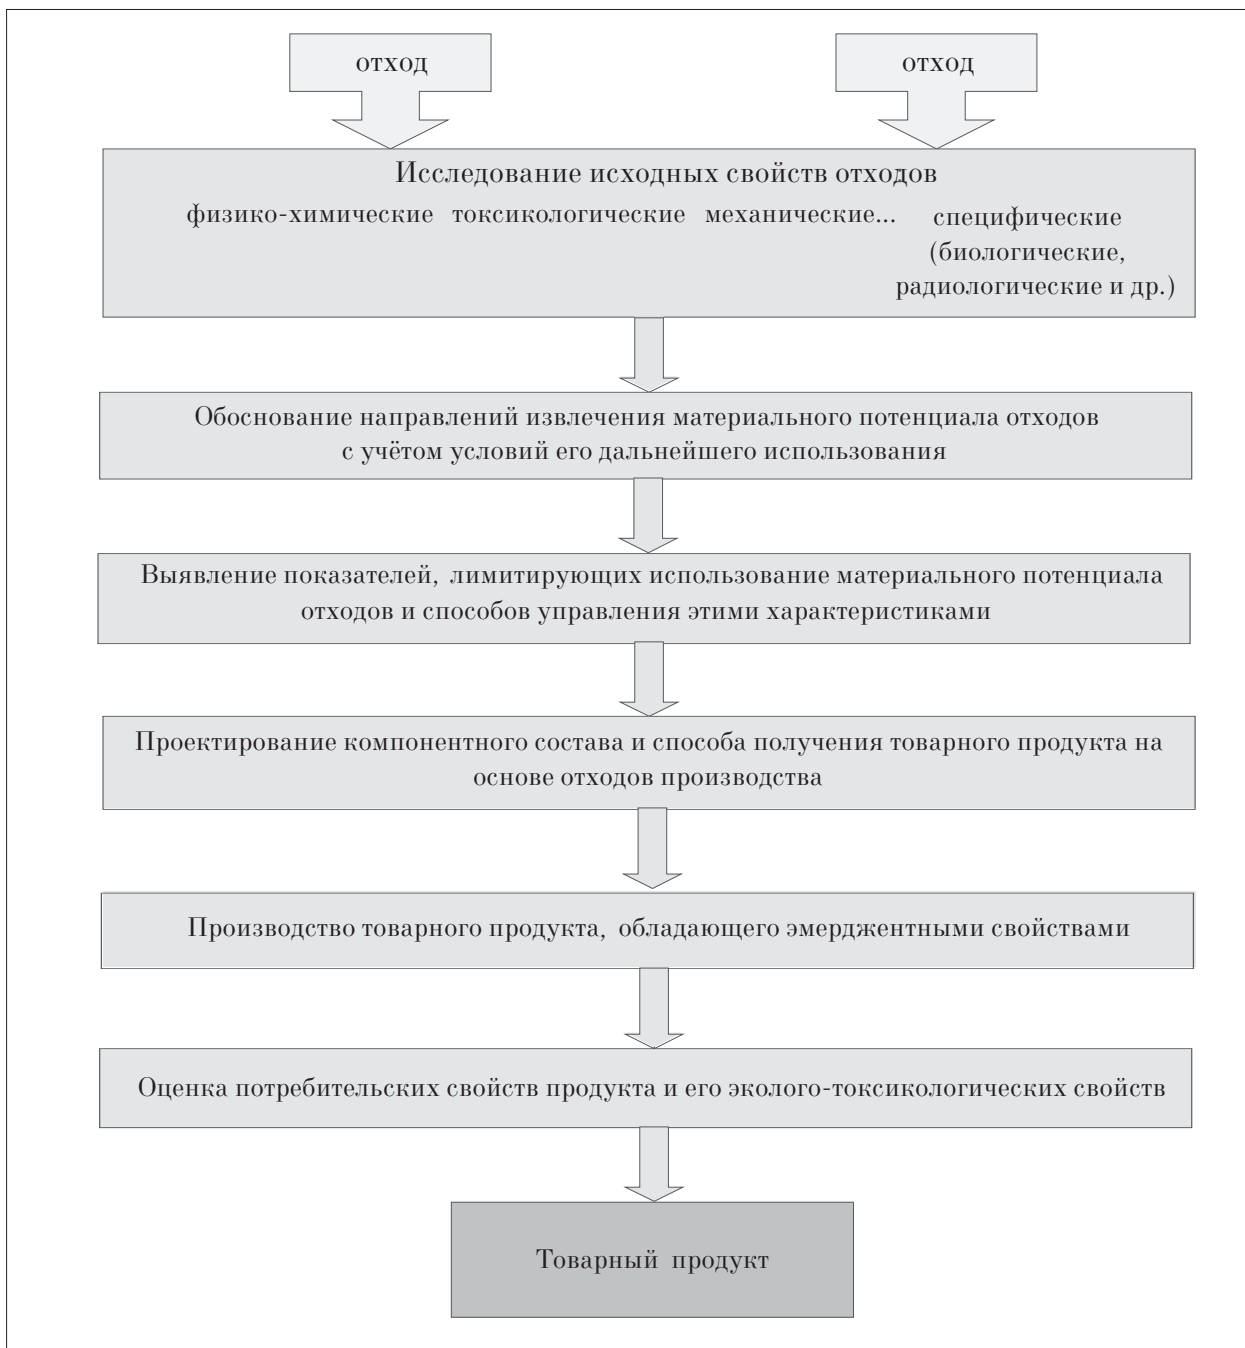 отход
отход
Исследование исходных свойств отходов
физико-химические токсикологические механические... специфические
(биологические,
радиологические и др.)
Обоснование направлений извлечения материального потенциала отходов
с учётом условий его дальнейшего использования
Выявление показателей, лимитирующих использование материального потенциала
отходов и способов управления этими характеристиками
Проектирование компонентного состава и способа получения товарного продукта на
основе отходов производства
Производство товарного продукта, обладающего эмерджентными свойствами
Оценка потребительских свойств продукта и его эколого-токсикологических свойств
Товарный продукт